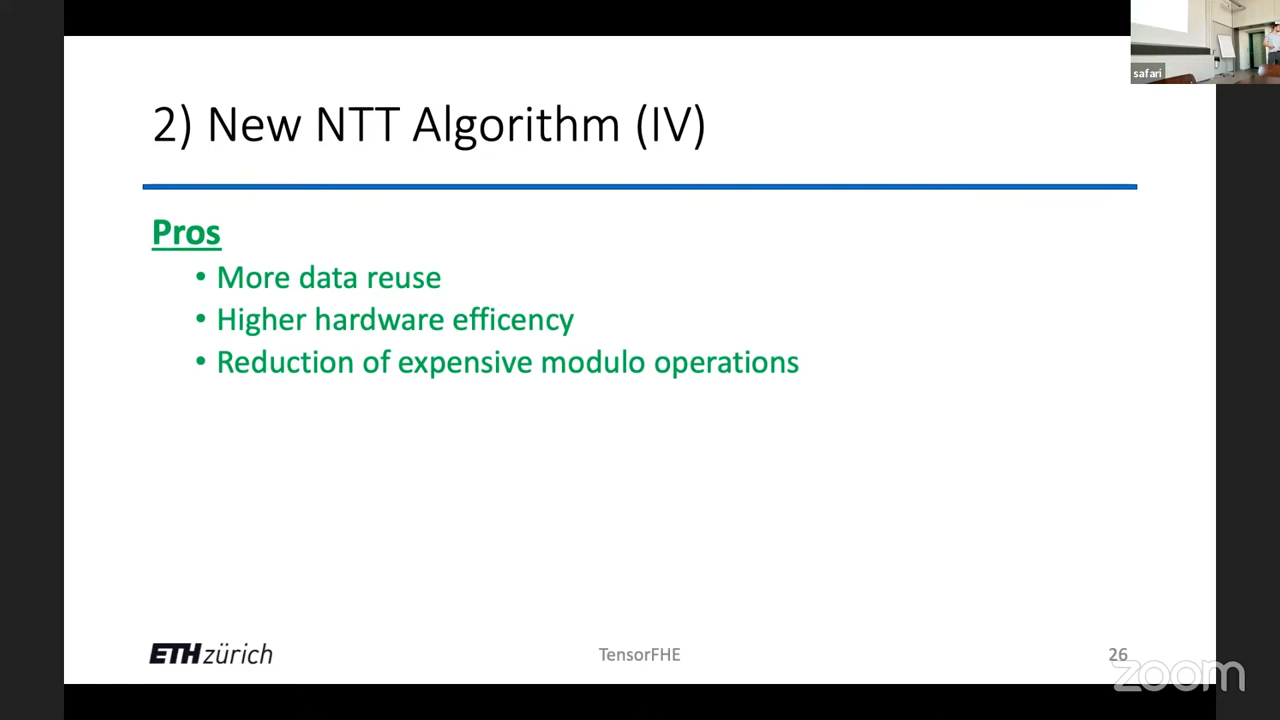 safari
2) New NTT Algorithm (IV)
Pros
• More data reuse
• Higher hardware efficency
• Reduction of expensive modulo operations
ETH zürich
TensorFHE
26
zoom